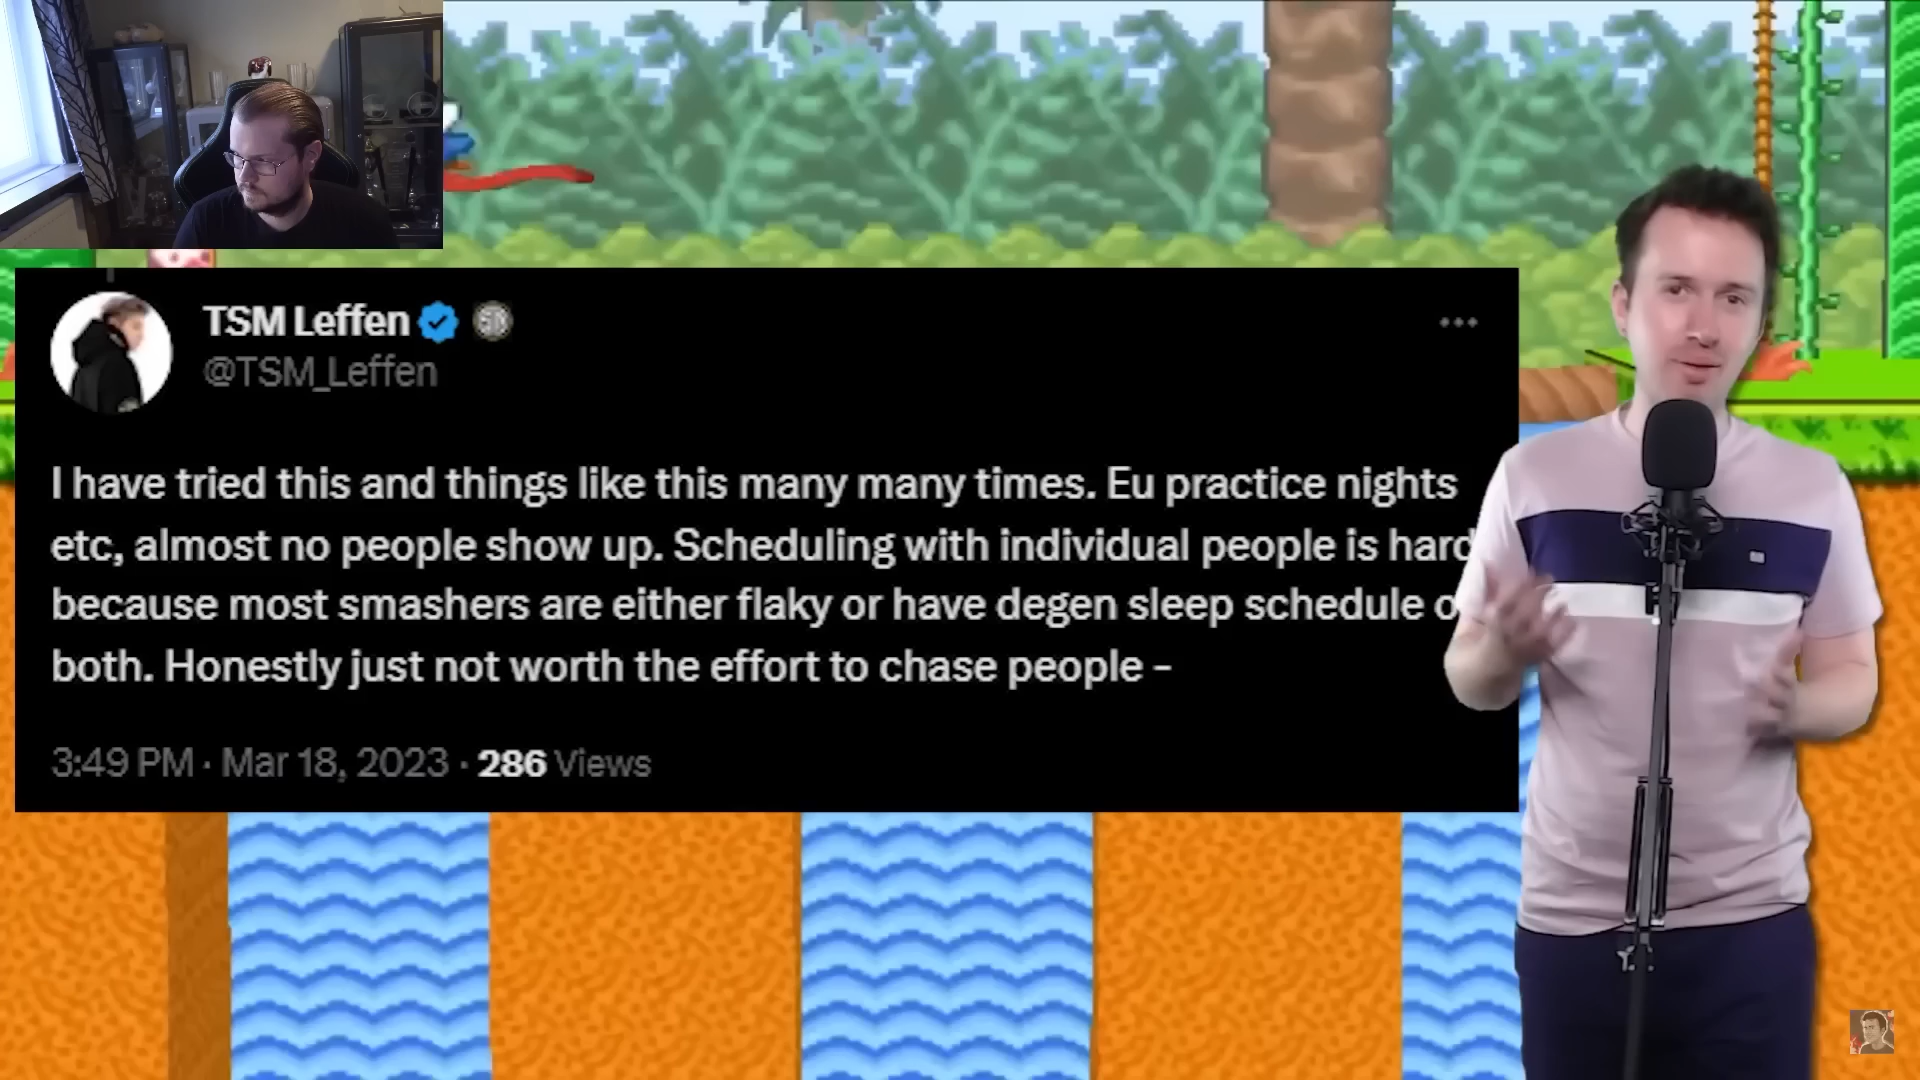 TSM Leffen
@TSM_Leffen
I have tried this and things like this many many times. Eu practice nights
etc, almost no people show up. Scheduling with individual people is hard
because most smashers are either flaky or have degen sleep schedule o
both. Honestly just not worth the effort to chase people –
3:49 PM · Mar 18, 2023 · 286 Views